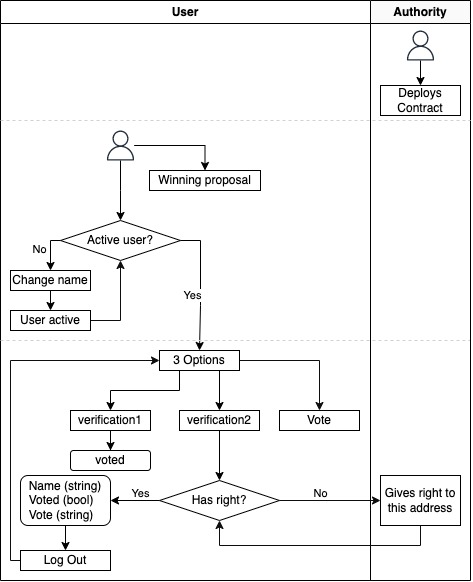 User
Authority
Deploys
Contract
Winning proposal
Active user?
No
Change name
User active
Yes
3 Options
verification1
verification2
Vote
voted
Name (string)
Voted (bool)
Vote (string)
Yes
Has right?
No
Gives right to
this address
Log Out